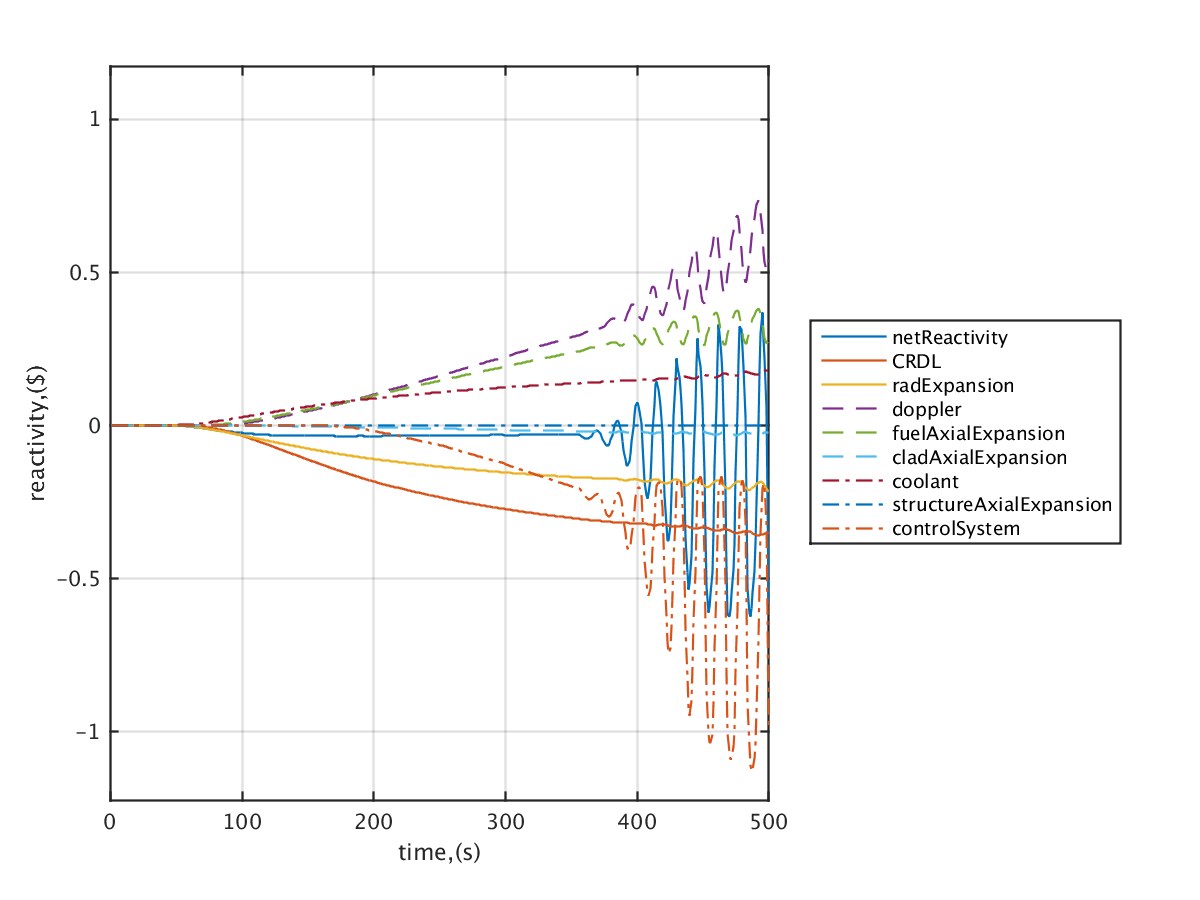 1
0.5
0
−0.5
−1
reactivity,($)
0 100 200 300 400 500
time,(s)
netReactivity
CRDL
radExpansion
doppler
fuelAxialExpansion
cladAxialExpansion
coolant
structureAxialExpansion
controlSystem